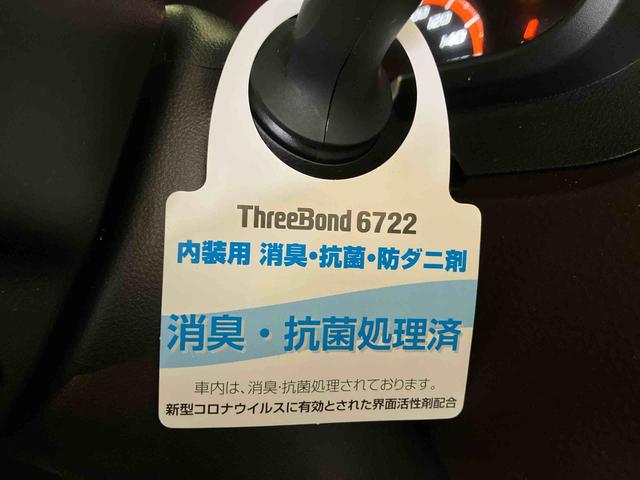 120
140
ThreeBond 6722
内装用 消臭・抗菌・防ダニ剤
消臭・抗菌処理済
車内は、消臭・抗菌処理されております。
新型コロナウイルスに有効とされた界面活性剤配合